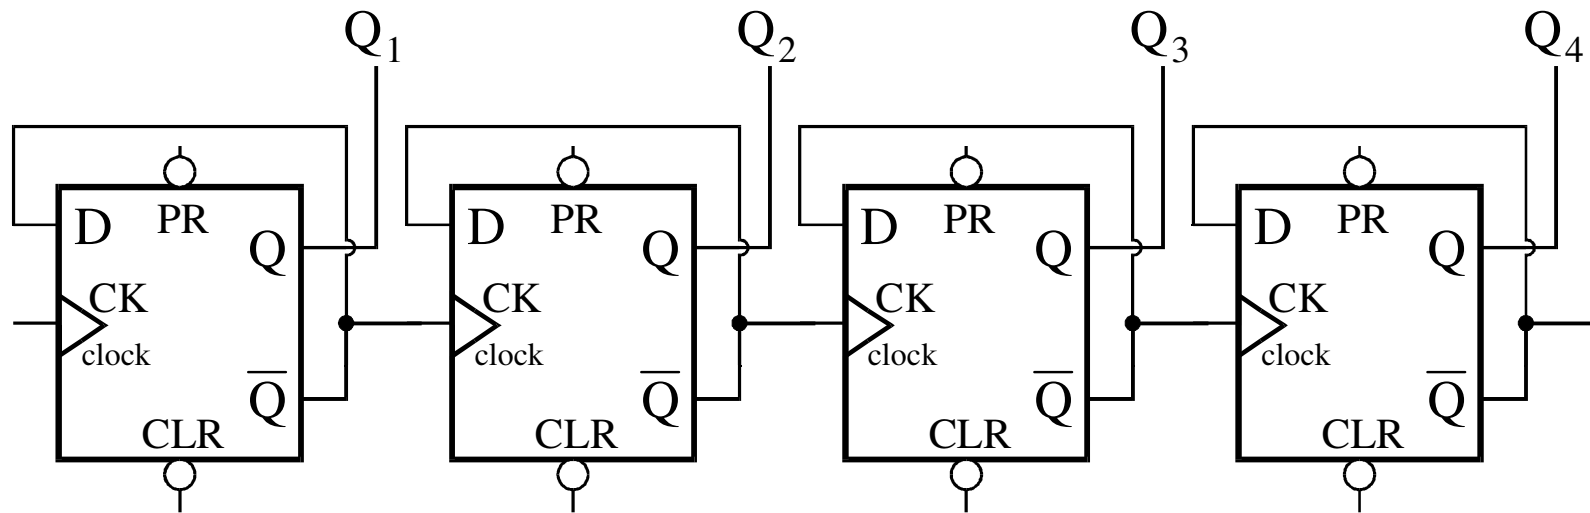 Q1 Q2 Q3 Q4
D PR Q
CK
clock
Q̅
CLR
D PR Q
CK
clock
Q̅
CLR
D PR Q
CK
clock
Q̅
CLR
D PR Q
CK
clock
Q̅
CLR